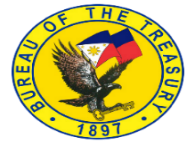 BUREAU OF THE TREASURY
1897